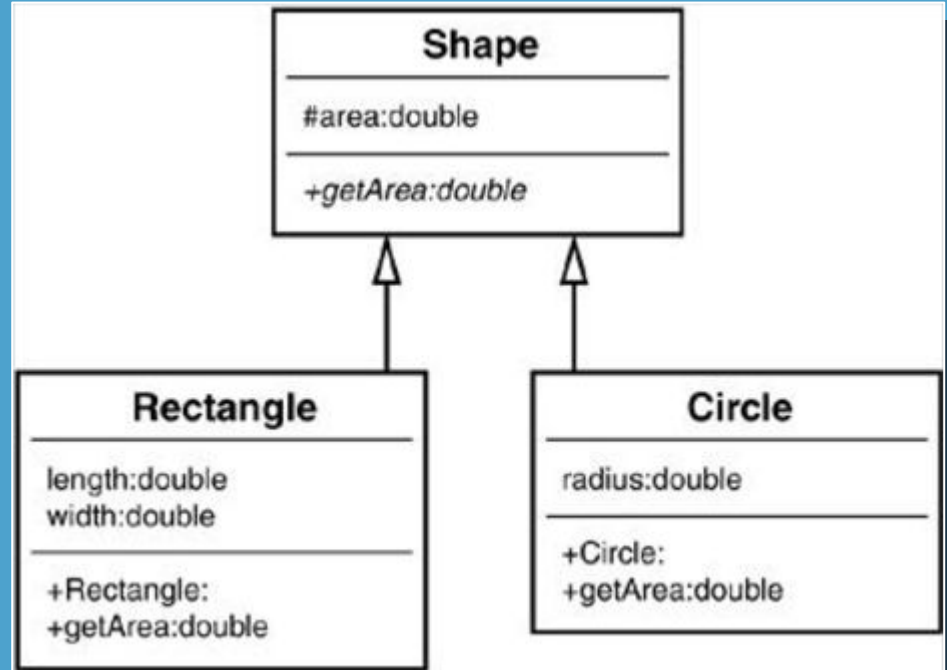 Shape
#area:double
+getArea:double
Rectangle
length:double
width:double
+Rectangle:
+getArea:double
Circle
radius:double
+Circle:
+getArea:double